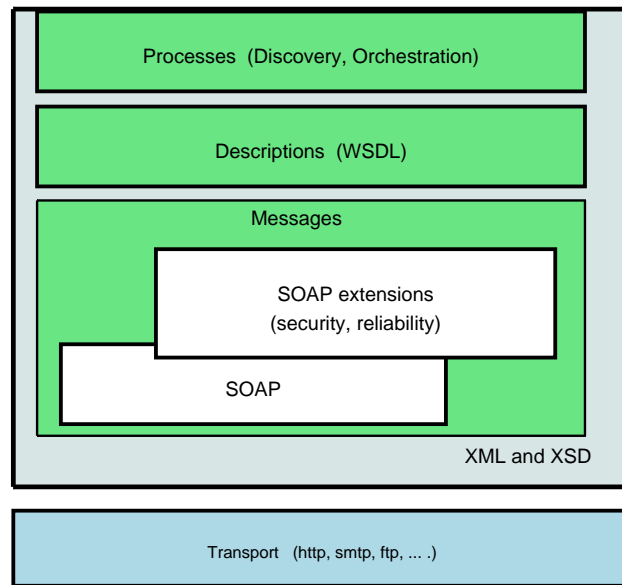 Processes (Discovery, Orchestration)
Descriptions (WSDL)
Messages
SOAP extensions
(security, reliability)
SOAP
XML and XSD
Transport (http, smtp, ftp, ... .)